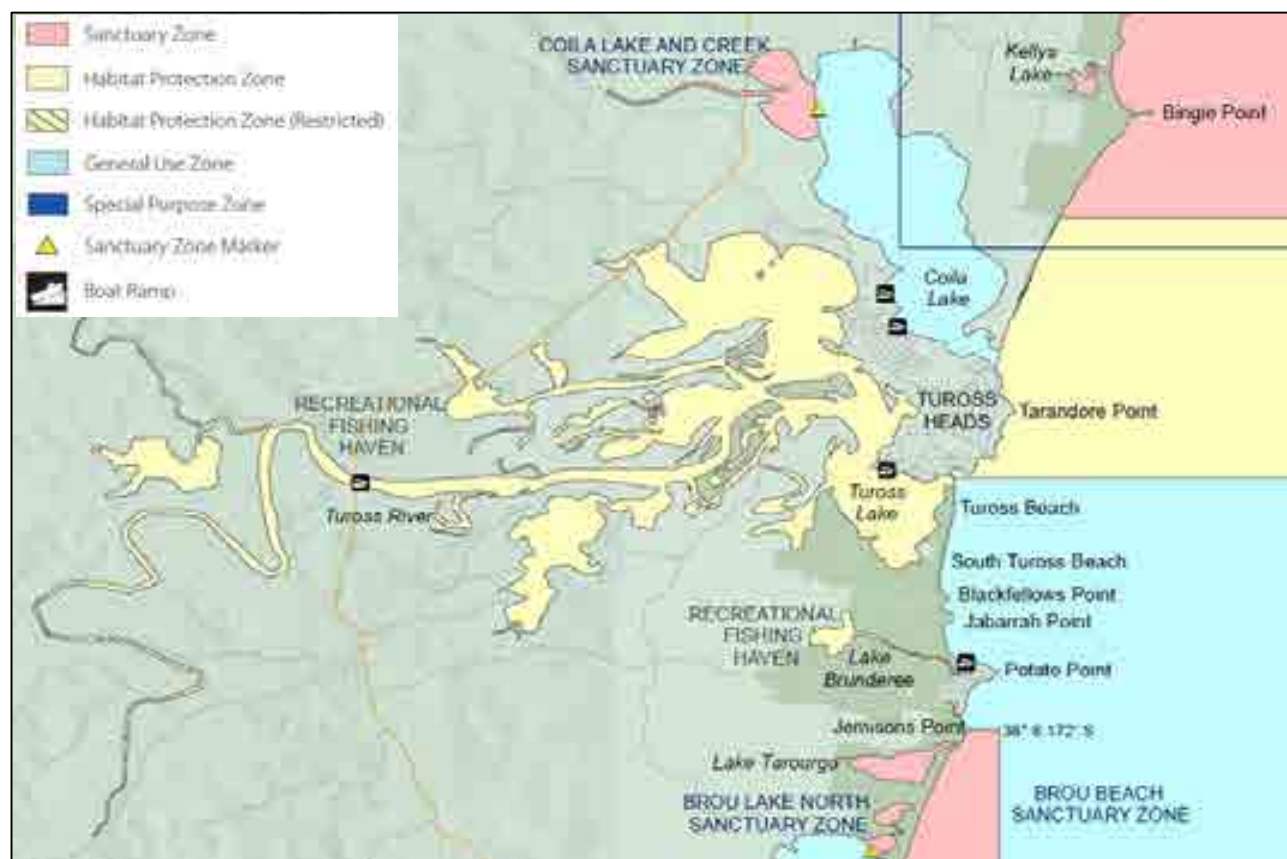 Sanctuary Zone
Habitat Protection Zone
Habitat Protection Zone (Restricted)
General Use Zone
Special Purpose Zone
Sanctuary Zone Marker
Boat Ramp
COILA LAKE AND CREEK
SANCTUARY ZONE
Kellys
Lake
Bingie Point
Coila
Lake
RECREATIONAL
FISHING
HAVEN
TUROSS
HEADS
Tarandore Point
Tuross River
Tuross
Lake
Tuross Beach
South Tuross Beach
Blackfellows Point
Jabarrah Point
RECREATIONAL
FISHING
HAVEN
Lake
Brunderee
Potato Point
Jemisons Point
36° 6.172' S
Lake Tarourga
BROU LAKE NORTH
SANCTUARY ZONE
BROU BEACH
SANCTUARY ZONE